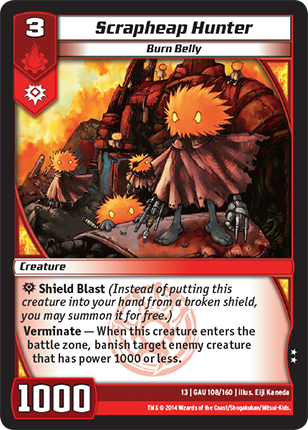 3
Scrapheap Hunter
Burn Belly
Creature
Shield Blast (Instead of putting this
creature into your hand from a broken shield,
you may summon it for free.)
Verminate — When this creature enters the
battle zone, banish target enemy creature
that has power 1000 or less.
1000
13 | GAU 108/160 | Illus. Eiji Kaneda
TM & © 2014 Wizards of the Coast/Shogakukan/Mitsui-Kids.